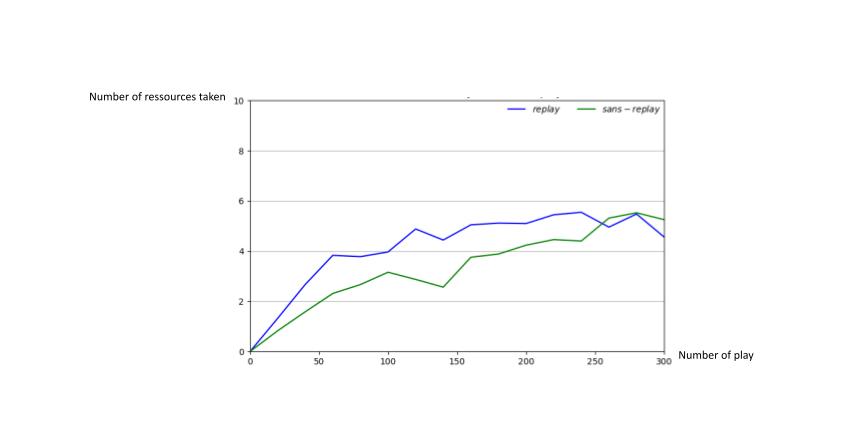 Number of ressources taken
10
replay
sans – replay
8
6
4
2
0
0 50 100 150 200 250 300
Number of play